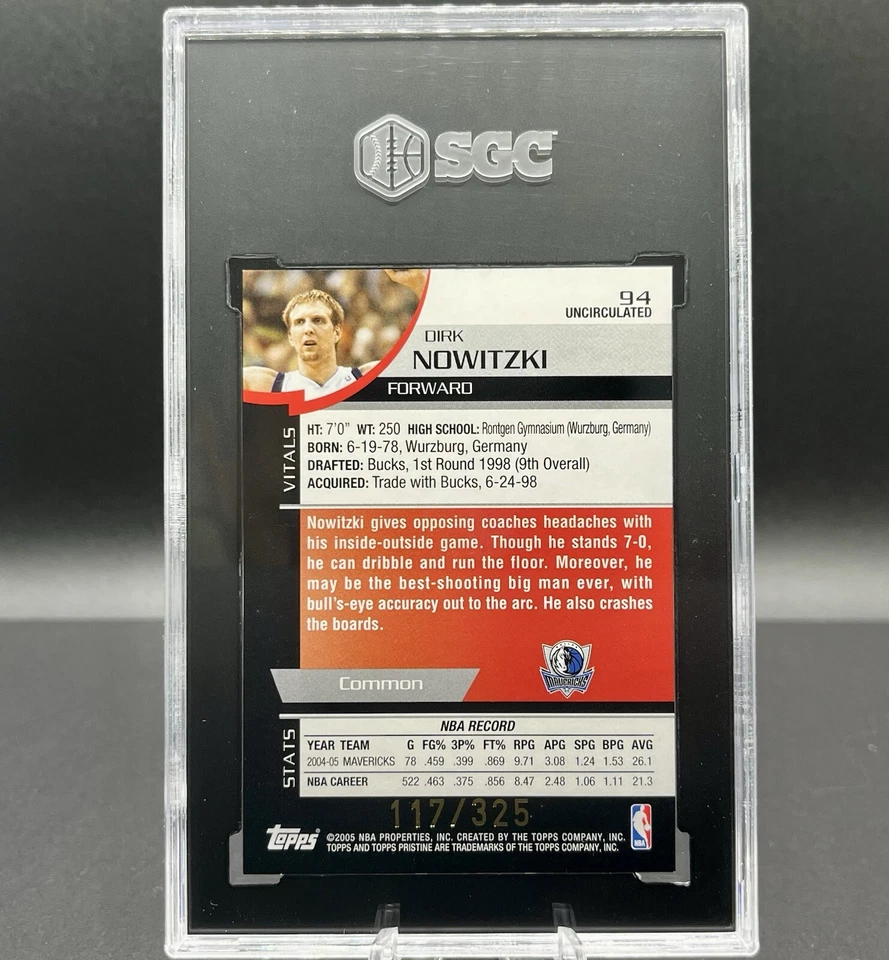 SGC
94
UNCIRCULATED
DIRK
NOWITZKI
FORWARD
VITALS
HT: 7'0" WT: 250 HIGH SCHOOL: Rontgen Gymnasium (Wurzburg, Germany)
BORN: 6-19-78, Wurzburg, Germany
DRAFTED: Bucks, 1st Round 1998 (9th Overall)
ACQUIRED: Trade with Bucks, 6-24-98
Nowitzki gives opposing coaches headaches with
his inside-outside game. Though he stands 7-0,
he can dribble and run the floor. Moreover, he
may be the best-shooting big man ever, with
bull's-eye accuracy out to the arc. He also crashes
the boards.
Common
MAVERICKS
STATS
NBA RECORD
YEAR TEAM G FG% 3P% FT% RPG APG SPG BPG AVG
2004-05 MAVERICKS 78 .459 .399 .869 9.71 3.08 1.24 1.53 26.1
NBA CAREER 522 .463 .375 .856 8.47 2.48 1.06 1.11 21.3
117/325
topps
©2005 NBA PROPERTIES, INC. CREATED BY THE TOPPS COMPANY, INC.
TOPPS AND TOPPS PRISTINE ARE TRADEMARKS OF THE TOPPS COMPANY, INC.
NBA